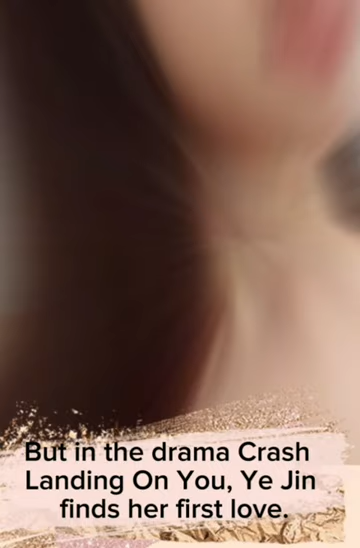 But in the drama Crash
Landing On You, Ye Jin
finds her first love.